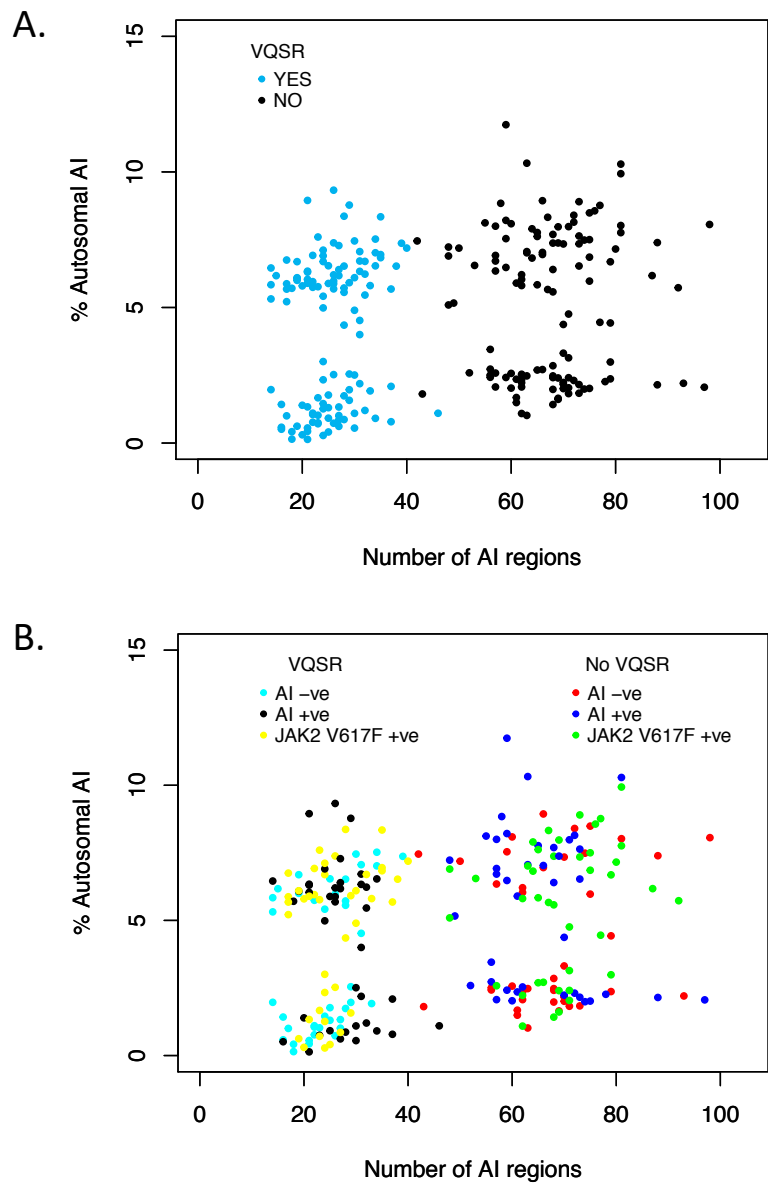 A.
VQSR
YES
NO
15
10
5
0
% Autosomal AI
0 20 40 60 80 100
Number of AI regions
B.
VQSR No VQSR
AI −ve AI −ve
AI +ve AI +ve
JAK2 V617F +ve JAK2 V617F +ve
15
10
5
0
% Autosomal AI
0 20 40 60 80 100
Number of AI regions